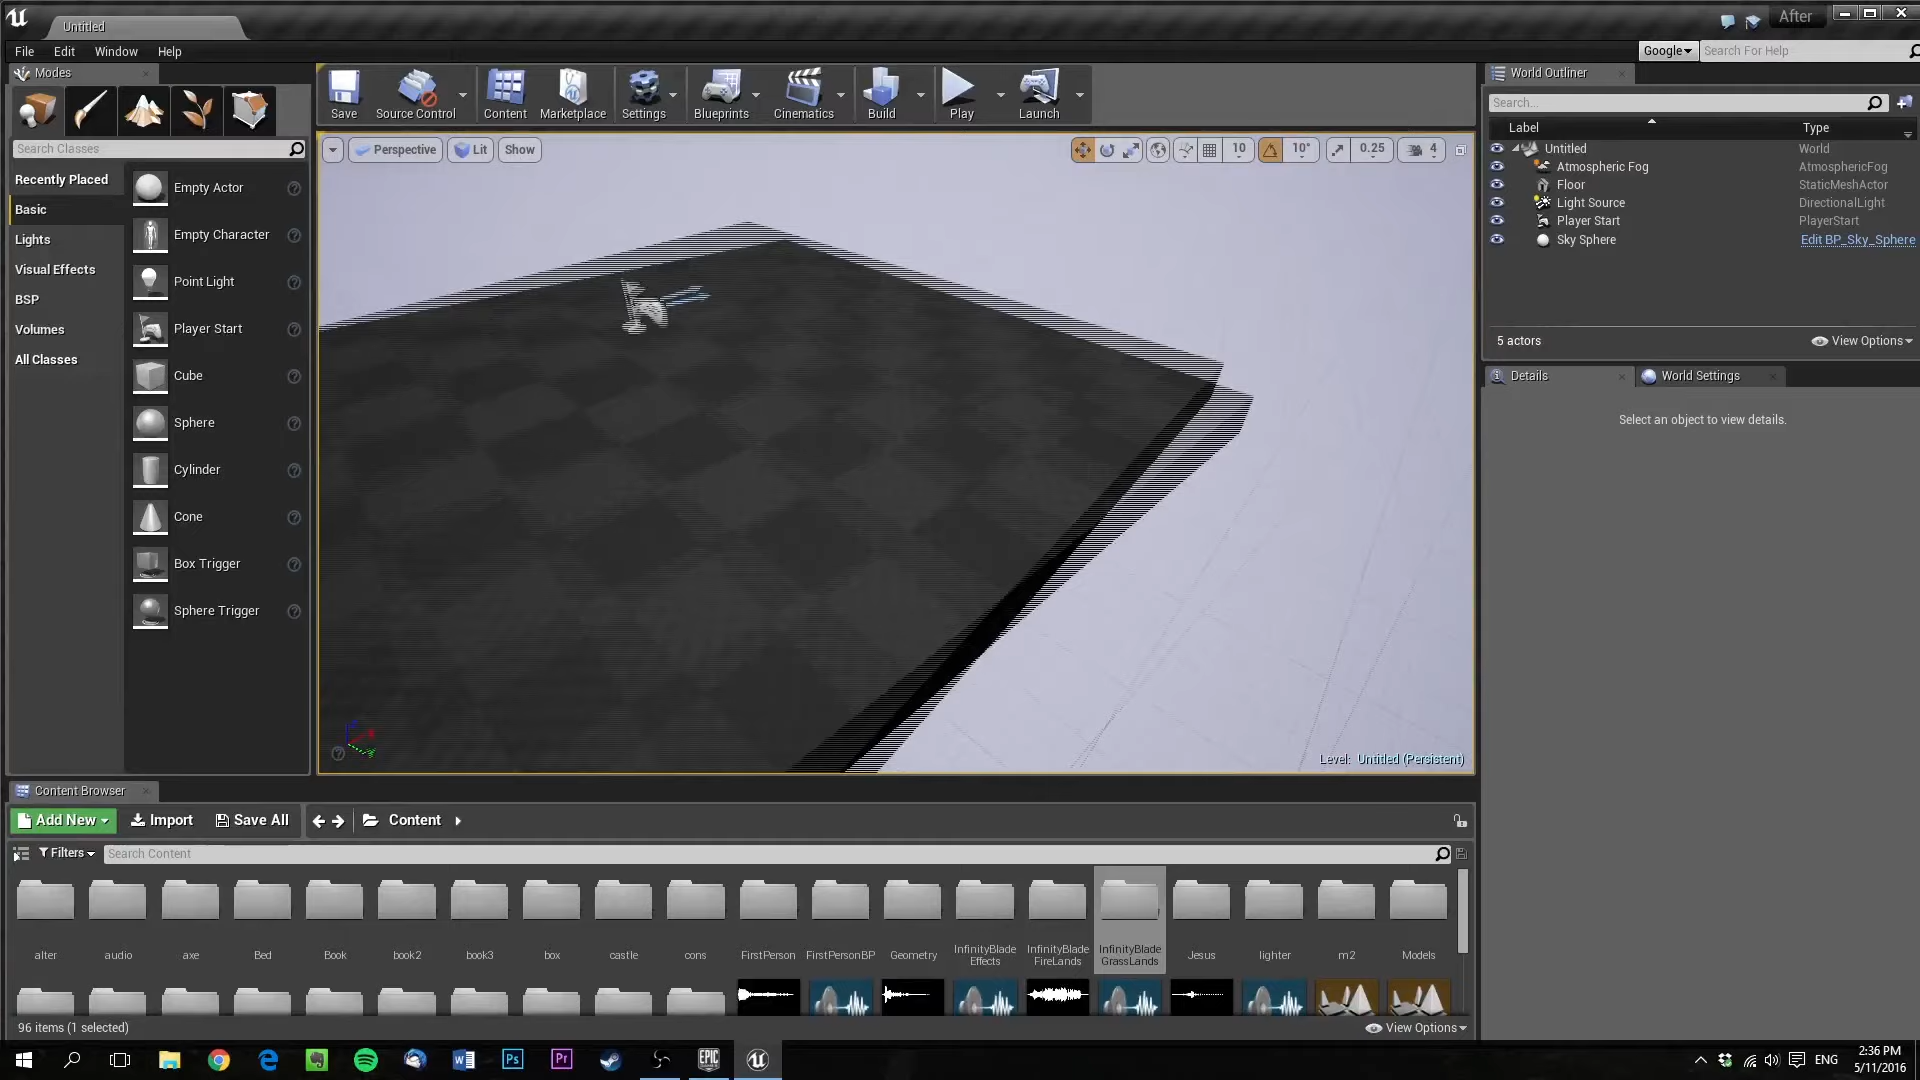 Untitled
After
File Edit Window Help
Google
Search For Help
Modes
Search Classes
Recently Placed
Basic
Lights
Visual Effects
BSP
Volumes
All Classes
Empty Actor
Empty Character
Point Light
Player Start
Cube
Sphere
Cylinder
Cone
Box Trigger
Sphere Trigger
Save
Source Control
Content
Marketplace
Settings
Blueprints
Cinematics
Build
Play
Launch
Perspective
Lit
Show
10
10°
0.25
4
Level: Untitled (Persistent)
World Outliner
Search...
Label Type
Untitled World
Atmospheric Fog AtmosphericFog
Floor StaticMeshActor
Light Source DirectionalLight
Player Start PlayerStart
Sky Sphere Edit BP_Sky_Sphere
5 actors
View Options
Details
World Settings
Select an object to view details.
Content Browser
Add New
Import
Save All
Content
Filters
Search Content
alter
audio
axe
Bed
Book
book2
book3
box
castle
cons
FirstPerson
FirstPersonBP
Geometry
InfinityBlade
Effects
InfinityBlade
FireLands
InfinityBlade
GrassLands
Jesus
lighter
m2
Models
96 items (1 selected)
View Options
Ps
Pr
EPIC
ENG
2:36 PM
5/11/2016